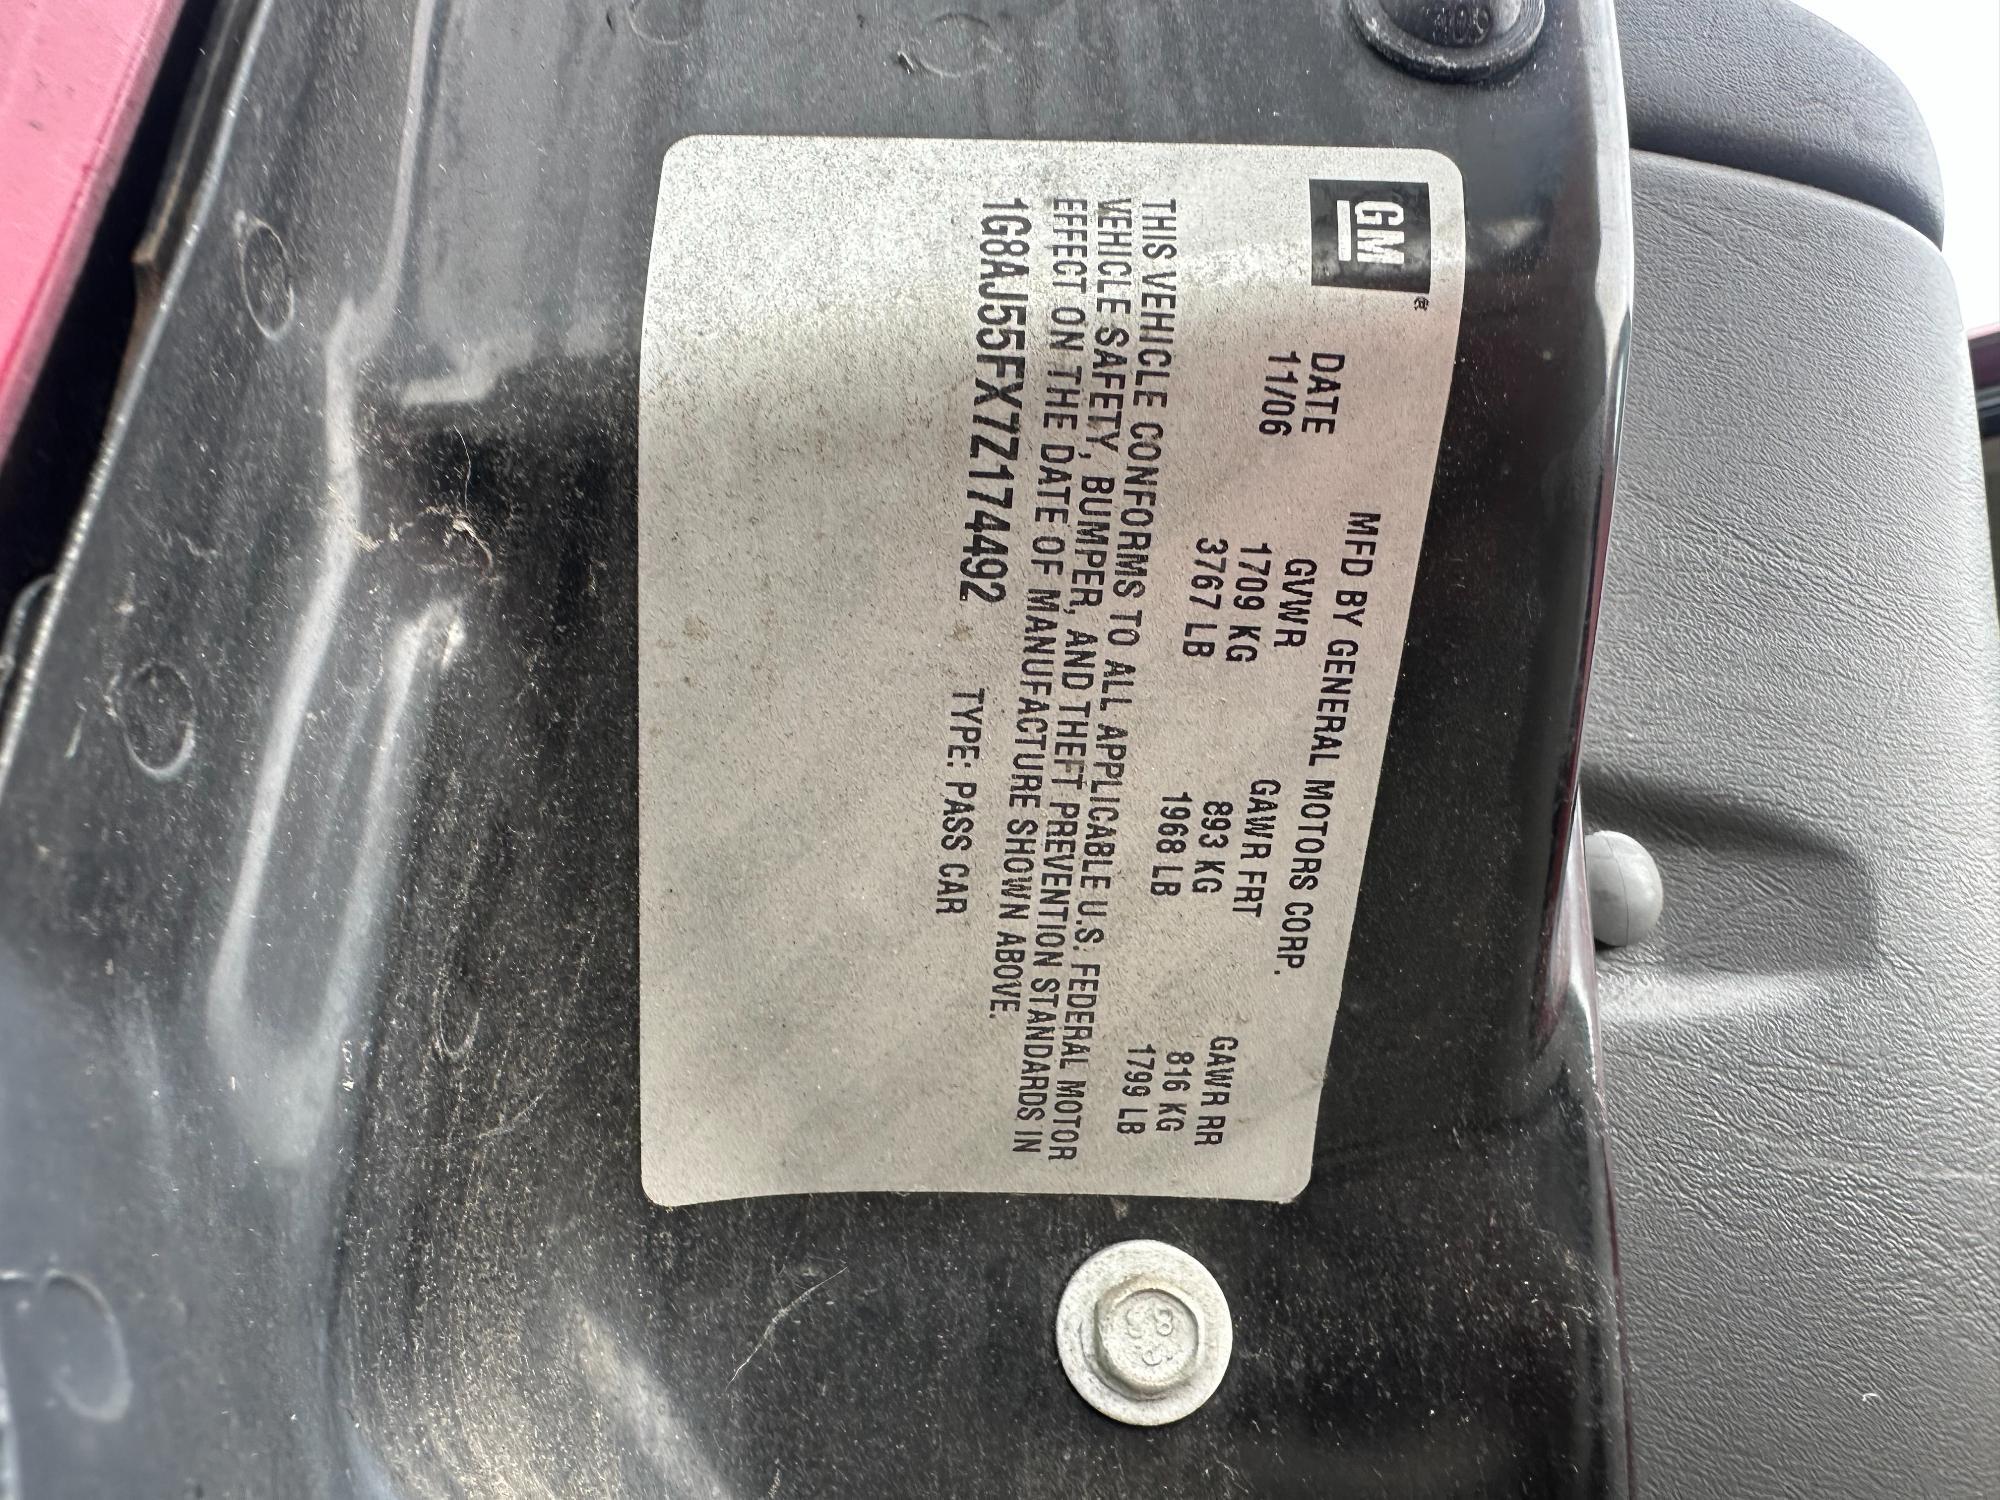 GM®
MFD BY GENERAL MOTORS CORP.
DATE GVWR GAWR FRT GAWR RR
11/06 1709 KG 893 KG 816 KG
3767 LB 1968 LB 1799 LB
THIS VEHICLE CONFORMS TO ALL APPLICABLE U.S. FEDERAL MOTOR
VEHICLE SAFETY, BUMPER, AND THEFT PREVENTION STANDARDS IN
EFFECT ON THE DATE OF MANUFACTURE SHOWN ABOVE.
1G8AJ55FX7Z174492 TYPE: PASS CAR